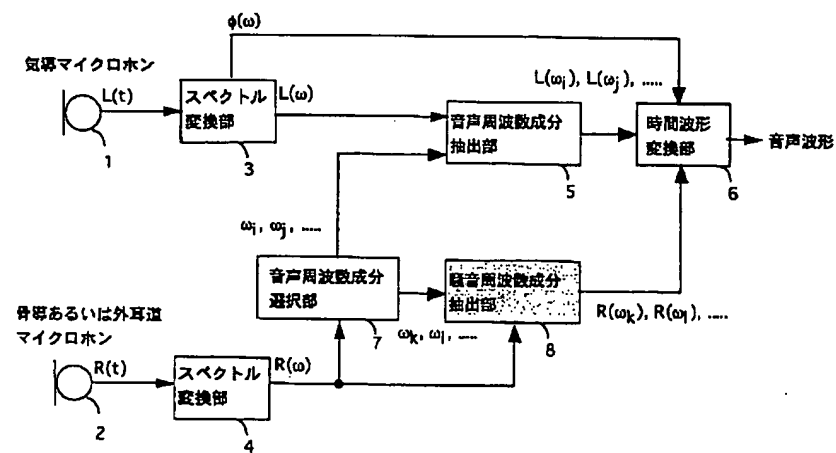 ϕ(ω)
気導マイクロホン
L(t)
スペクトル
変換部
L(ω)
1
3
音声周波数成分
抽出部
5
L(ωi), L(ωj), .....
時間波形
変換部
6
音声波形
ωi, ωj, .....
音声周波数成分
選択部
7
騒音周波数成分
抽出部
8
ωk, ωl, .....
R(ωk), R(ωl), .....
骨導あるいは外耳道
マイクロホン
R(t)
スペクトル
変換部
R(ω)
2
4